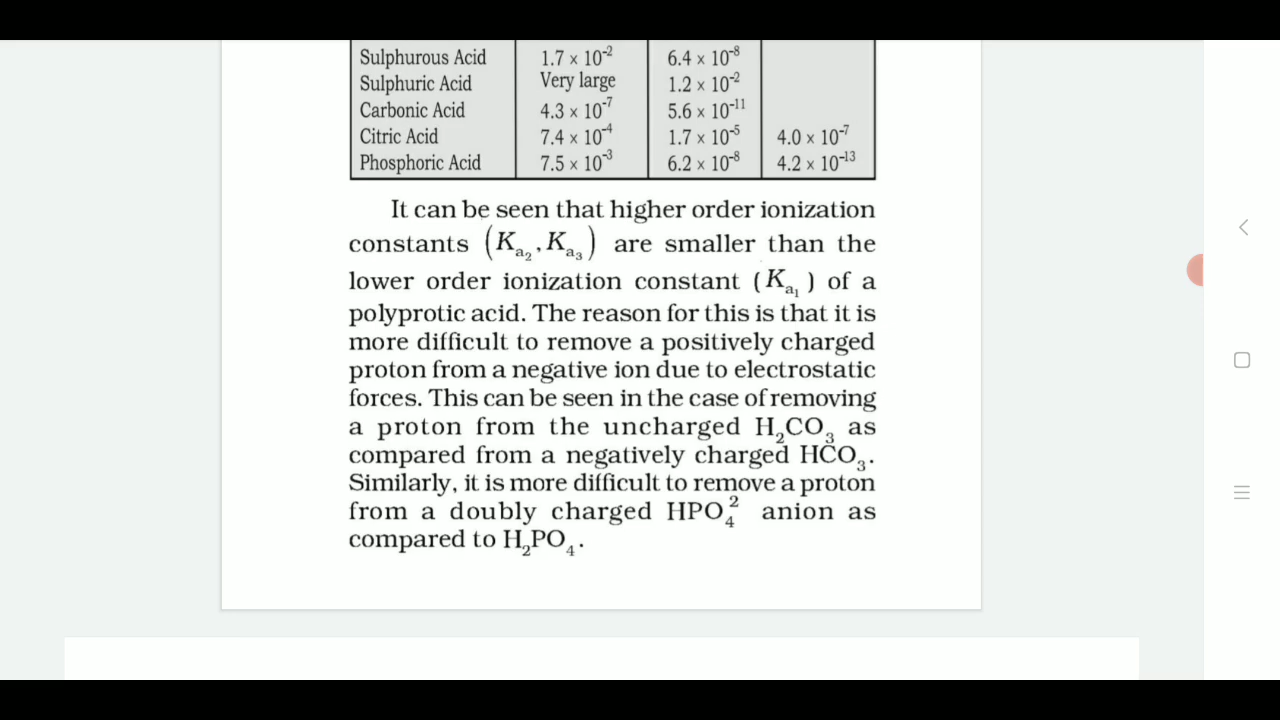 Sulphurous Acid 1.7 × 10⁻² 6.4 × 10⁻⁸
Sulphuric Acid Very large 1.2 × 10⁻²
Carbonic Acid 4.3 × 10⁻⁷ 5.6 × 10⁻¹¹
Citric Acid 7.4 × 10⁻⁴ 1.7 × 10⁻⁵ 4.0 × 10⁻⁷
Phosphoric Acid 7.5 × 10⁻³ 6.2 × 10⁻⁸ 4.2 × 10⁻¹³
It can be seen that higher order ionization
constants (Kₐ₂, Kₐ₃) are smaller than the
lower order ionization constant (Kₐ₁) of a
polyprotic acid. The reason for this is that it is
more difficult to remove a positively charged
proton from a negative ion due to electrostatic
forces. This can be seen in the case of removing
a proton from the uncharged H₂CO₃ as
compared from a negatively charged HCO₃.
Similarly, it is more difficult to remove a proton
from a doubly charged HPO₄² anion as
compared to H₂PO₄.